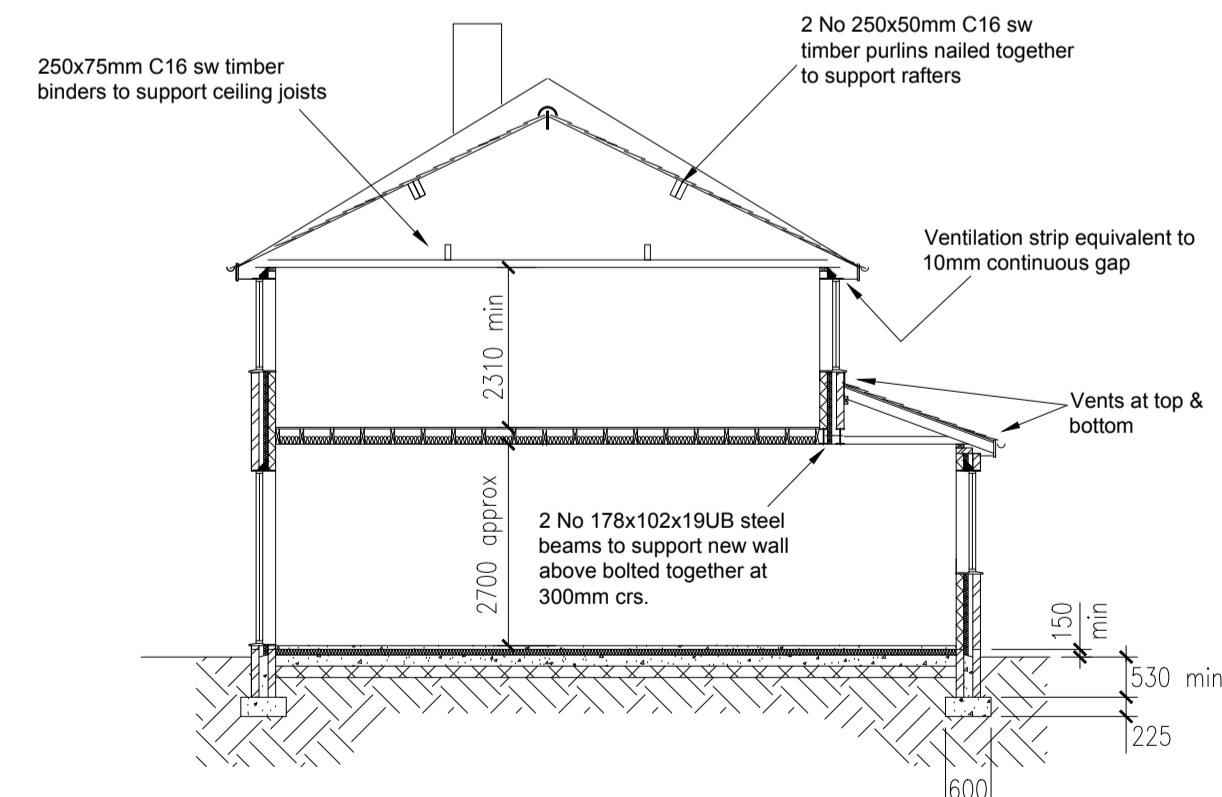 2 No 250x50mm C16 sw
timber purlins nailed together
to support rafters
250x75mm C16 sw timber
binders to support ceiling joists
Ventilation strip equivalent to
10mm continuous gap
2310 min
Vents at top &
bottom
2700 approx
2 No 178x102x19UB steel
beams to support new wall
above bolted together at
300mm crs.
150
min
530 min
225
600